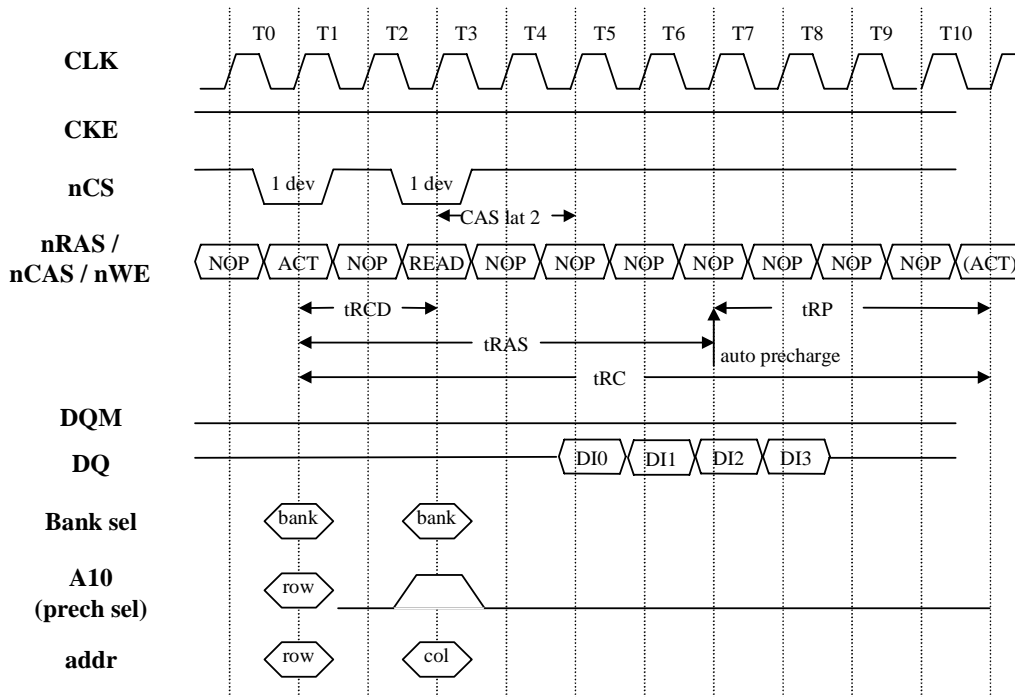 T0 T1 T2 T3 T4 T5 T6 T7 T8 T9 T10
CLK
CKE
nCS
1 dev 1 dev
CAS lat 2
nRAS /
nCAS / nWE
NOP ACT NOP READ NOP NOP NOP NOP NOP NOP NOP (ACT)
tRCD tRP
tRAS
auto precharge
tRC
DQM
DQ
DI0 DI1 DI2 DI3
Bank sel
bank bank
A10
(prech sel)
row
addr
row col